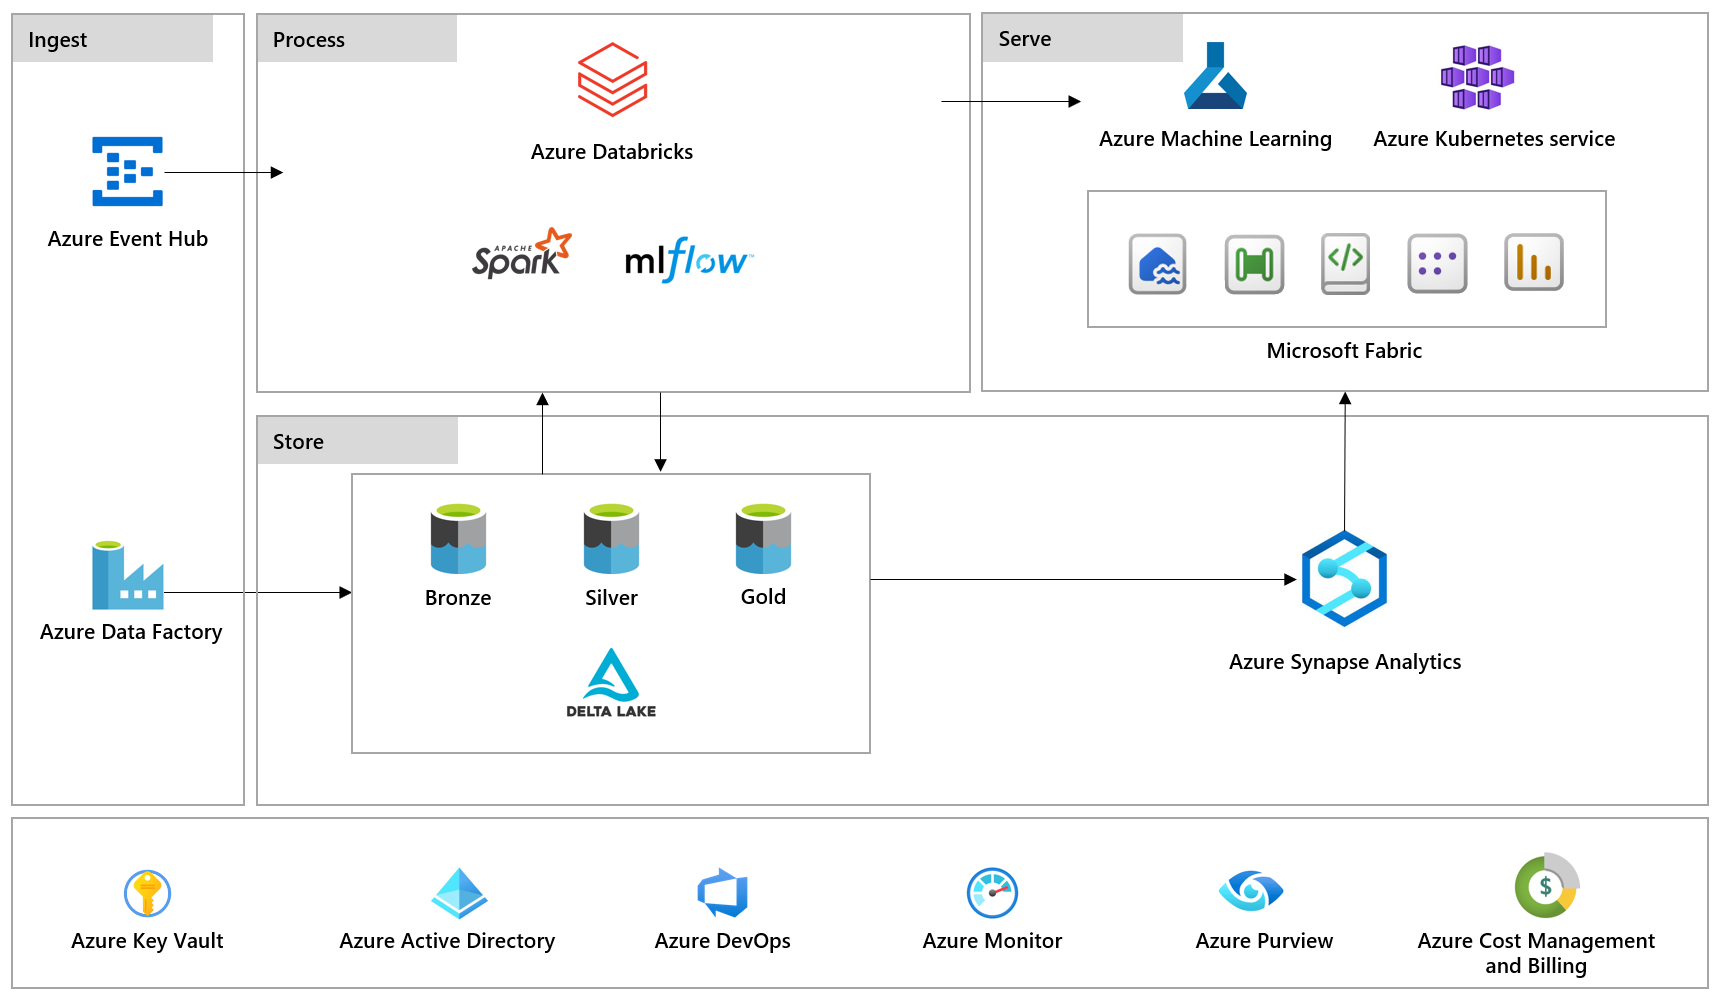 Ingest
Process
Serve
Azure Databricks
Azure Machine Learning
Azure Kubernetes service
Azure Event Hub
APACHE
Spark
mlflow™
Microsoft Fabric
Store
Bronze
Silver
Gold
Azure Data Factory
DELTA LAKE
Azure Synapse Analytics
Azure Key Vault
Azure Active Directory
Azure DevOps
Azure Monitor
Azure Purview
Azure Cost Management
and Billing